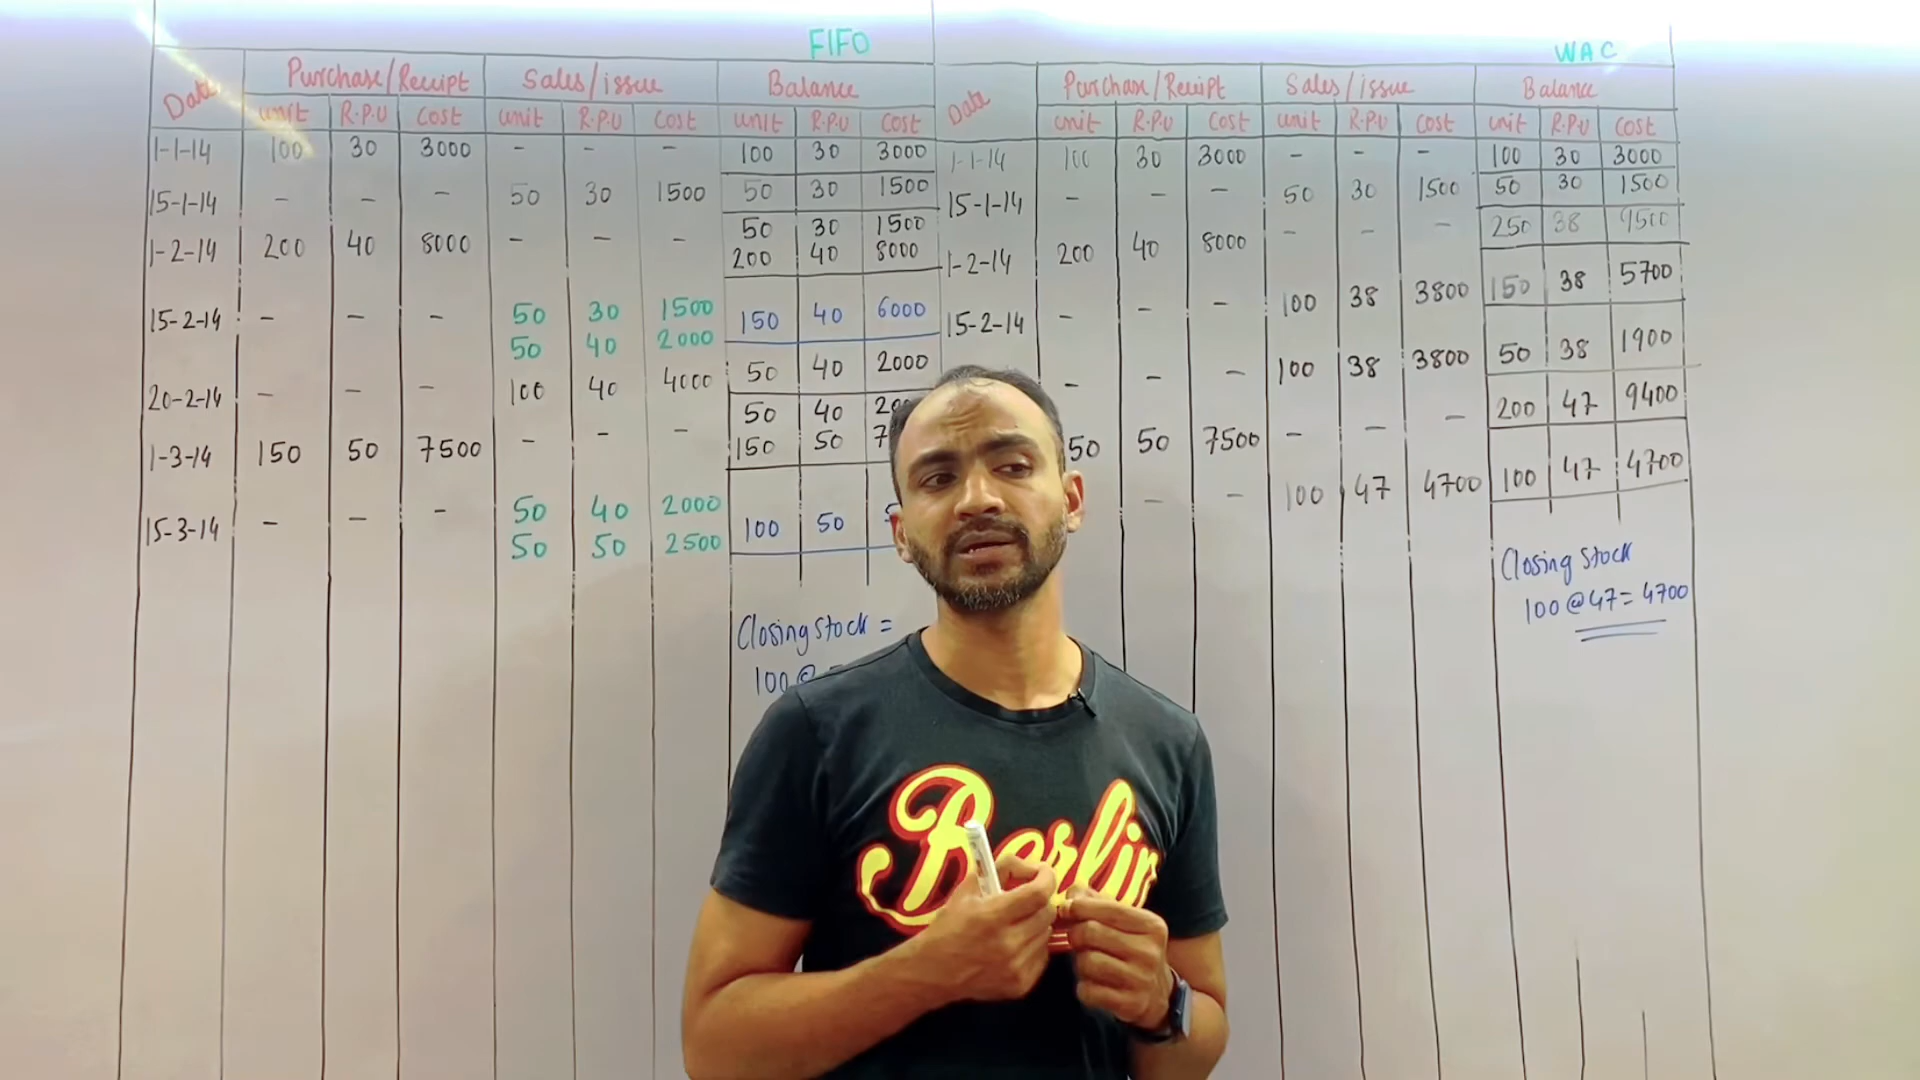 FIFO
Date Purchase/Receipt Sales/issue Balance
unit R.P.U Cost unit R.P.U Cost unit R.P.U Cost
1-1-14 100 30 3000 - - - 100 30 3000
15-1-14 - - - 50 30 1500 50 30 1500
50 30 1500
1-2-14 200 40 8000 - - - 200 40 8000
50 30 1500
15-2-14 - - - 150 40 6000
50 40 2000
20-2-14 - - - 100 40 4000 50 40 2000
50 40
1-3-14 150 50 7500 - - - 150 50
50 40 2000
15-3-14 - - - 100 50
50 50 2500
Closing stock =
100 @
WAC
Date Purchase/Receipt Sales/issue Balance
unit R.P.U Cost unit R.P.U Cost unit R.P.U Cost
1-1-14 100 30 3000 - - - 100 30 3000
15-1-14 - - - 50 30 1500 50 30 1500
1-2-14 200 40 8000 - - - 250 38 9500
15-2-14 - - - 100 38 3800 150 38 5700
- - - 100 38 3800 50 38 1900
50 50 7500 - - - 200 47 9400
- - 100 47 4700 100 47 4700
Closing stock
100 @ 47 = 4700
Berlin